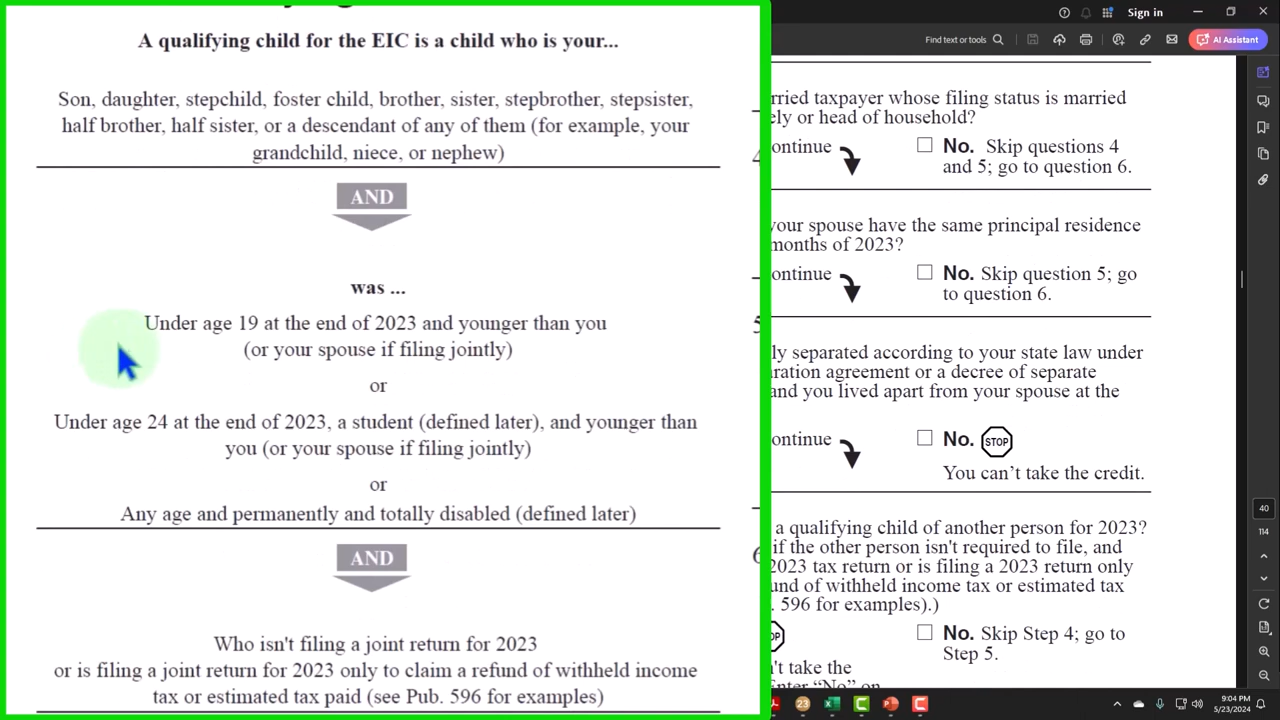 A qualifying child for the EIC is a child who is your...
Son, daughter, stepchild, foster child, brother, sister, stepbrother, stepsister,
half brother, half sister, or a descendant of any of them (for example, your
grandchild, niece, or nephew)
AND
was ...
Under age 19 at the end of 2023 and younger than you
(or your spouse if filing jointly)
or
Under age 24 at the end of 2023, a student (defined later), and younger than
you (or your spouse if filing jointly)
or
Any age and permanently and totally disabled (defined later)
AND
Who isn't filing a joint return for 2023
or is filing a joint return for 2023 only to claim a refund of withheld income
tax or estimated tax paid (see Pub. 596 for examples)
Sign in
Find text or tools
AI Assistant
rried taxpayer whose filing status is married
ely or head of household?
ontinue
No. Skip questions 4
and 5; go to question 6.
your spouse have the same principal residence
months of 2023?
ontinue
No. Skip question 5; go
to question 6.
ly separated according to your state law under
ration agreement or a decree of separate
and you lived apart from your spouse at the
ontinue
No. STOP
You can't take the credit.
a qualifying child of another person for 2023?
if the other person isn't required to file, and
2023 tax return or is filing a 2023 return only
und of withheld income tax or estimated tax
. 596 for examples).)
No. Skip Step 4; go to
Step 5.
't take the
40
114
23
9:04 PM
5/23/2024